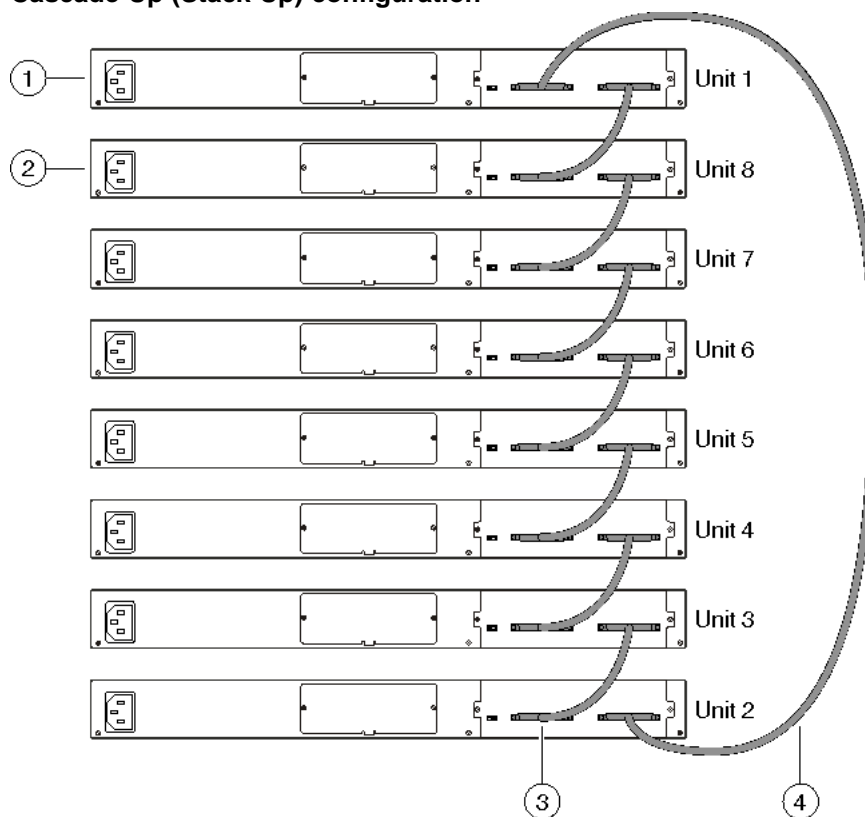 Cascade Up (Stack Up) configuration
1
Unit 1
2
Unit 8
Unit 7
Unit 6
Unit 5
Unit 4
Unit 3
Unit 2
3
4